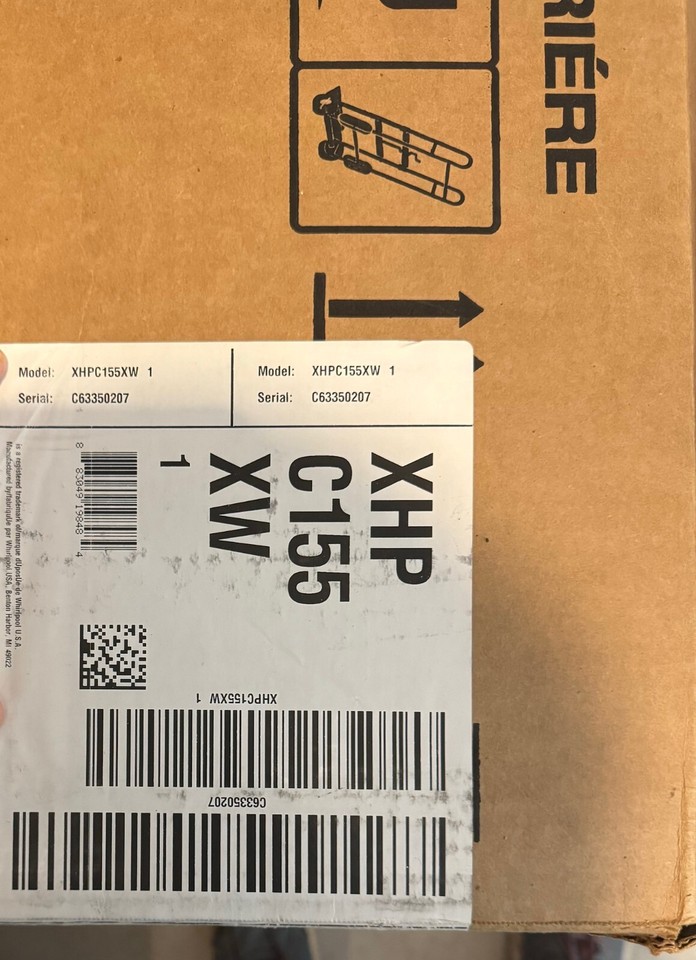 RIÉRE
Model: XHPC155XW 1
Serial: C63350207
Model: XHPC155XW 1
Serial: C63350207
XHP
C155
XW
1
8 83049 19848 4
is a registered trademark of/marque déposée de Whirlpool U.S.A.
Manufactured by/fabriquée par Whirlpool USA, Benton Harbor, MI 49022
XHPC155XW 1
C63350207